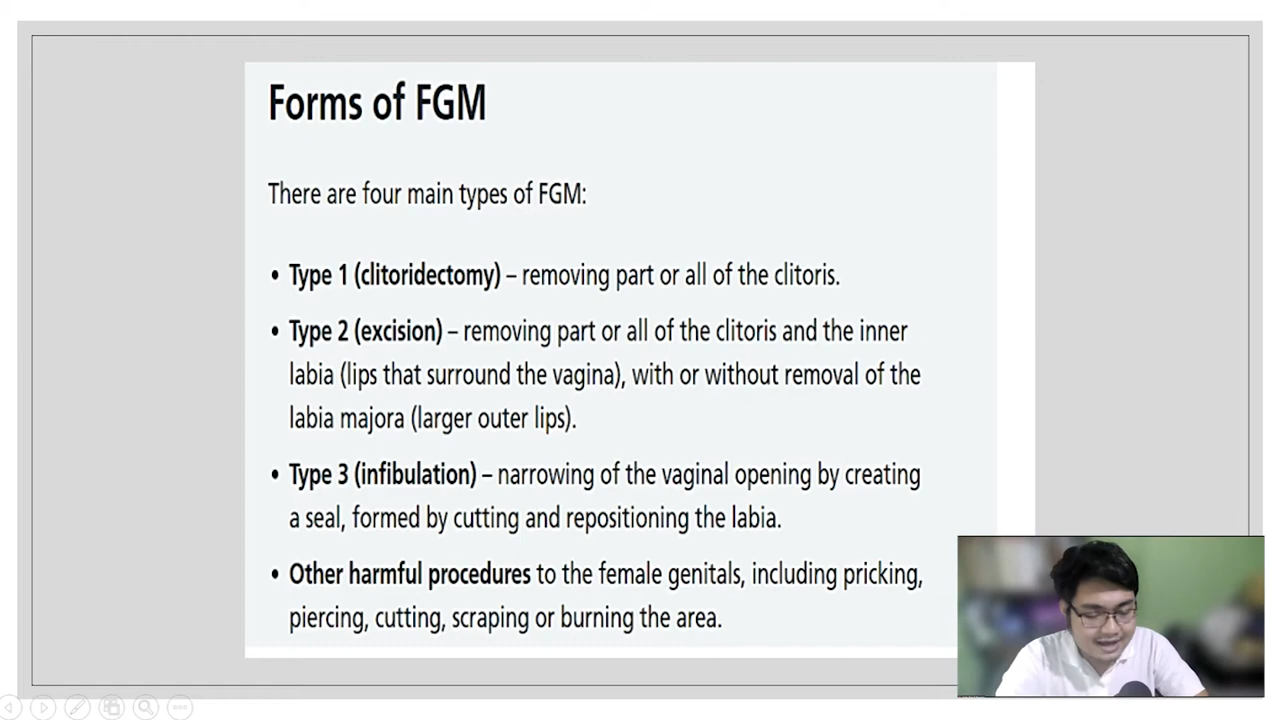 Forms of FGM
There are four main types of FGM:
• Type 1 (clitoridectomy) – removing part or all of the clitoris.
• Type 2 (excision) – removing part or all of the clitoris and the inner
labia (lips that surround the vagina), with or without removal of the
labia majora (larger outer lips).
• Type 3 (infibulation) – narrowing of the vaginal opening by creating
a seal, formed by cutting and repositioning the labia.
• Other harmful procedures to the female genitals, including pricking,
piercing, cutting, scraping or burning the area.